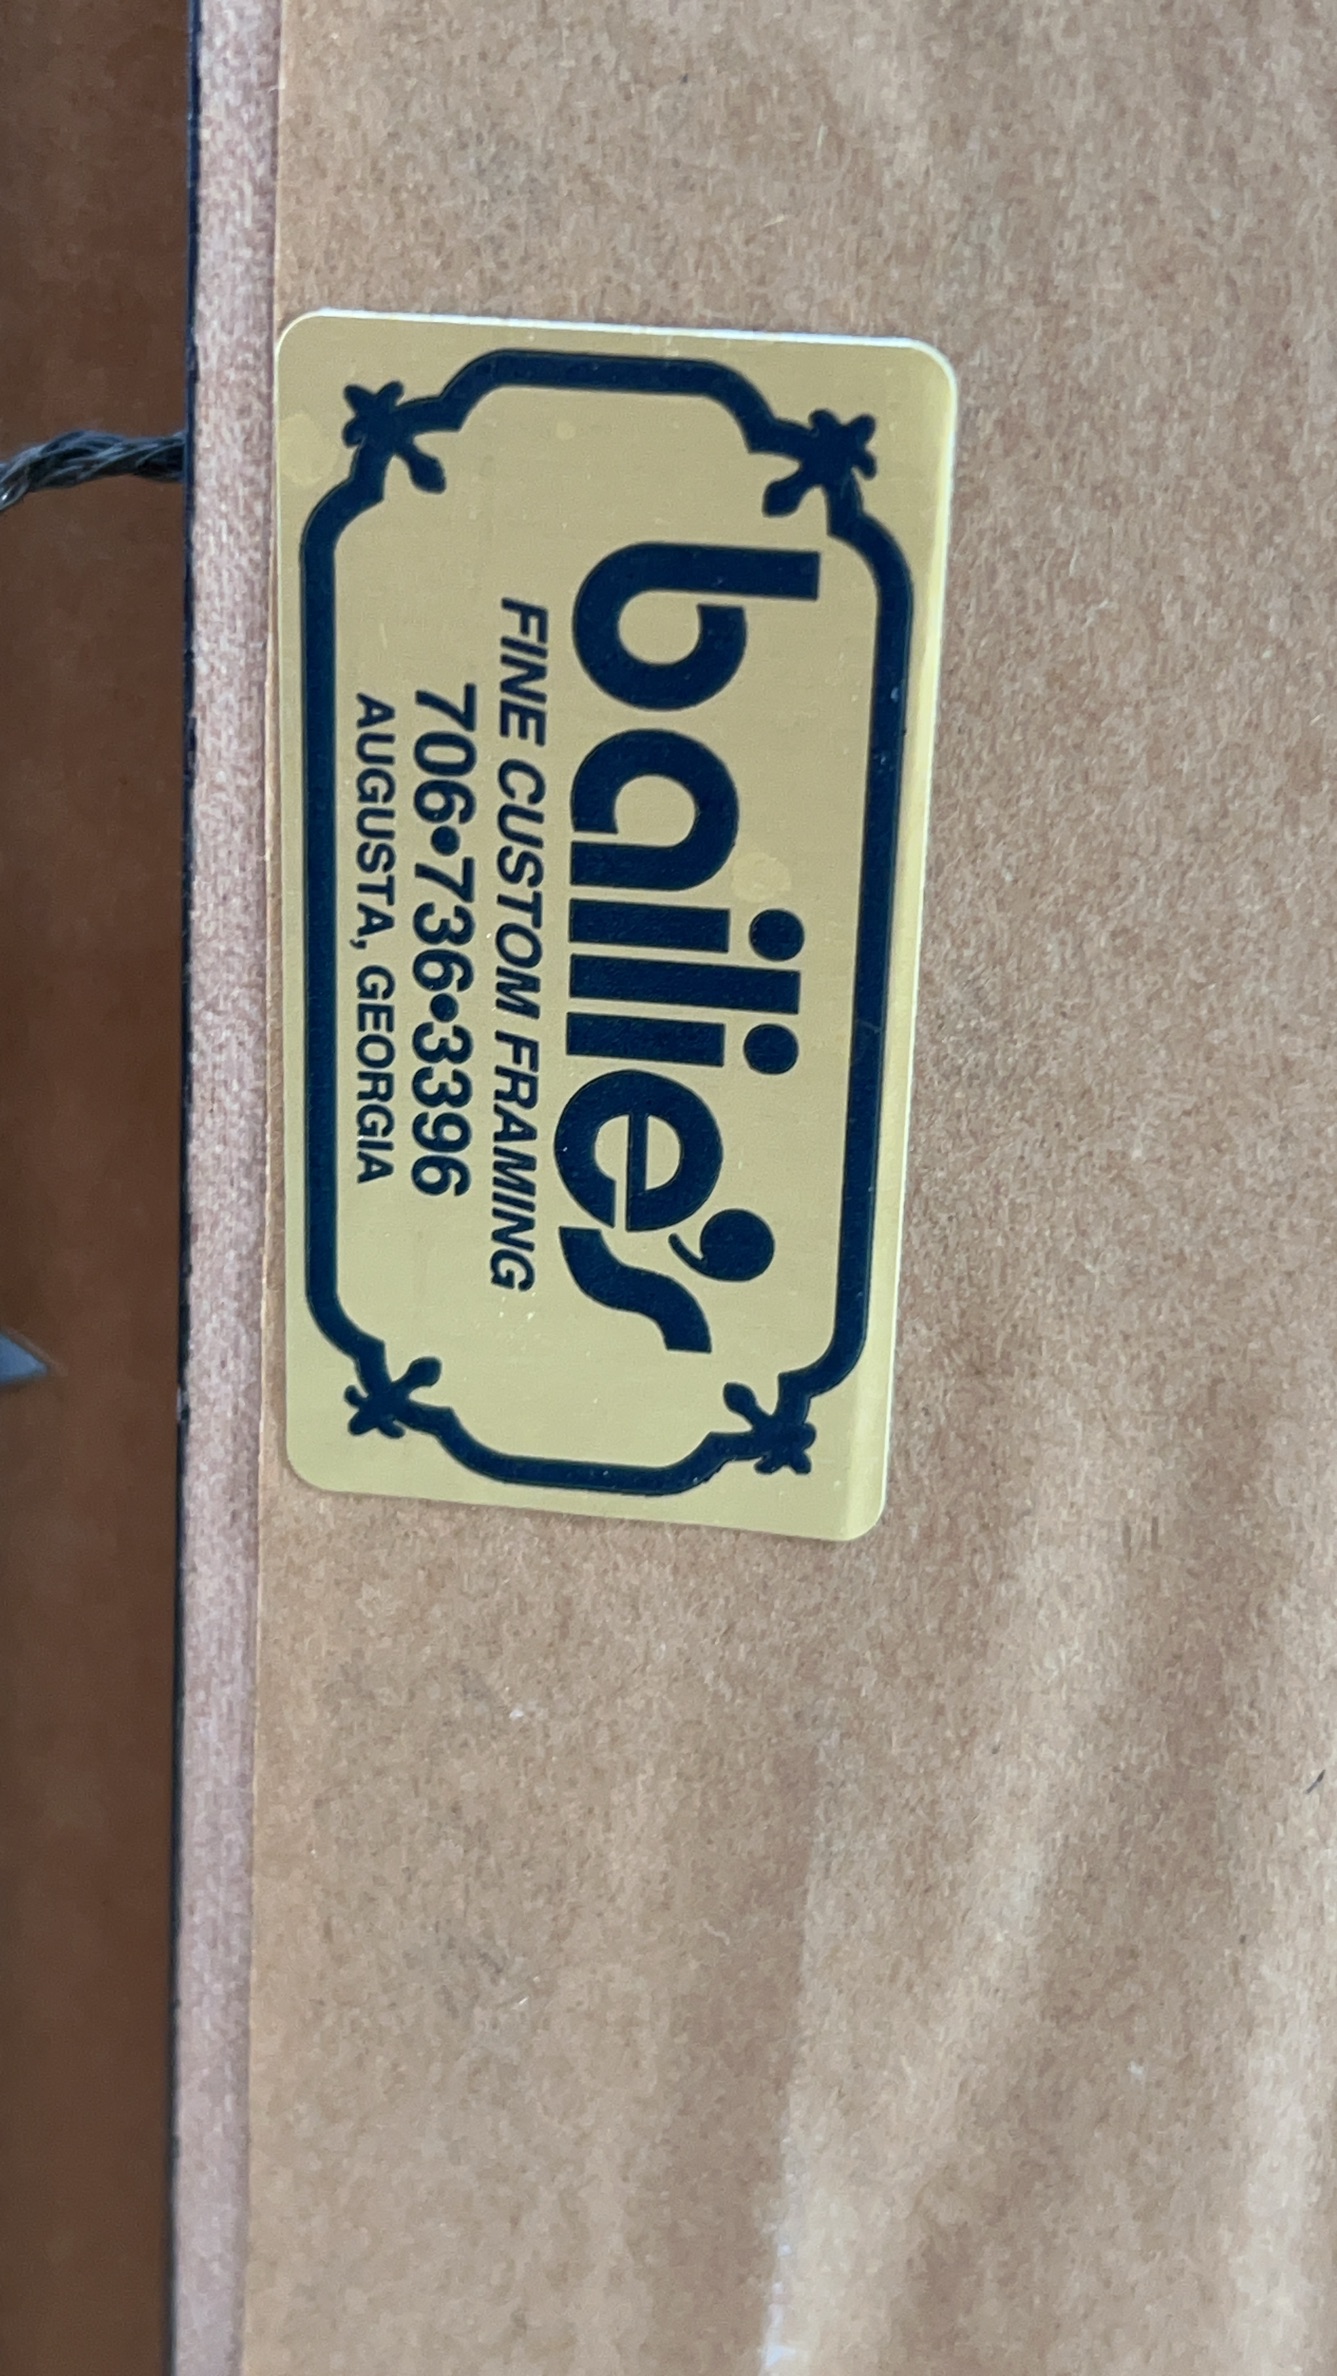 bailie's
FINE CUSTOM FRAMING
706•736•3396
AUGUSTA, GEORGIA